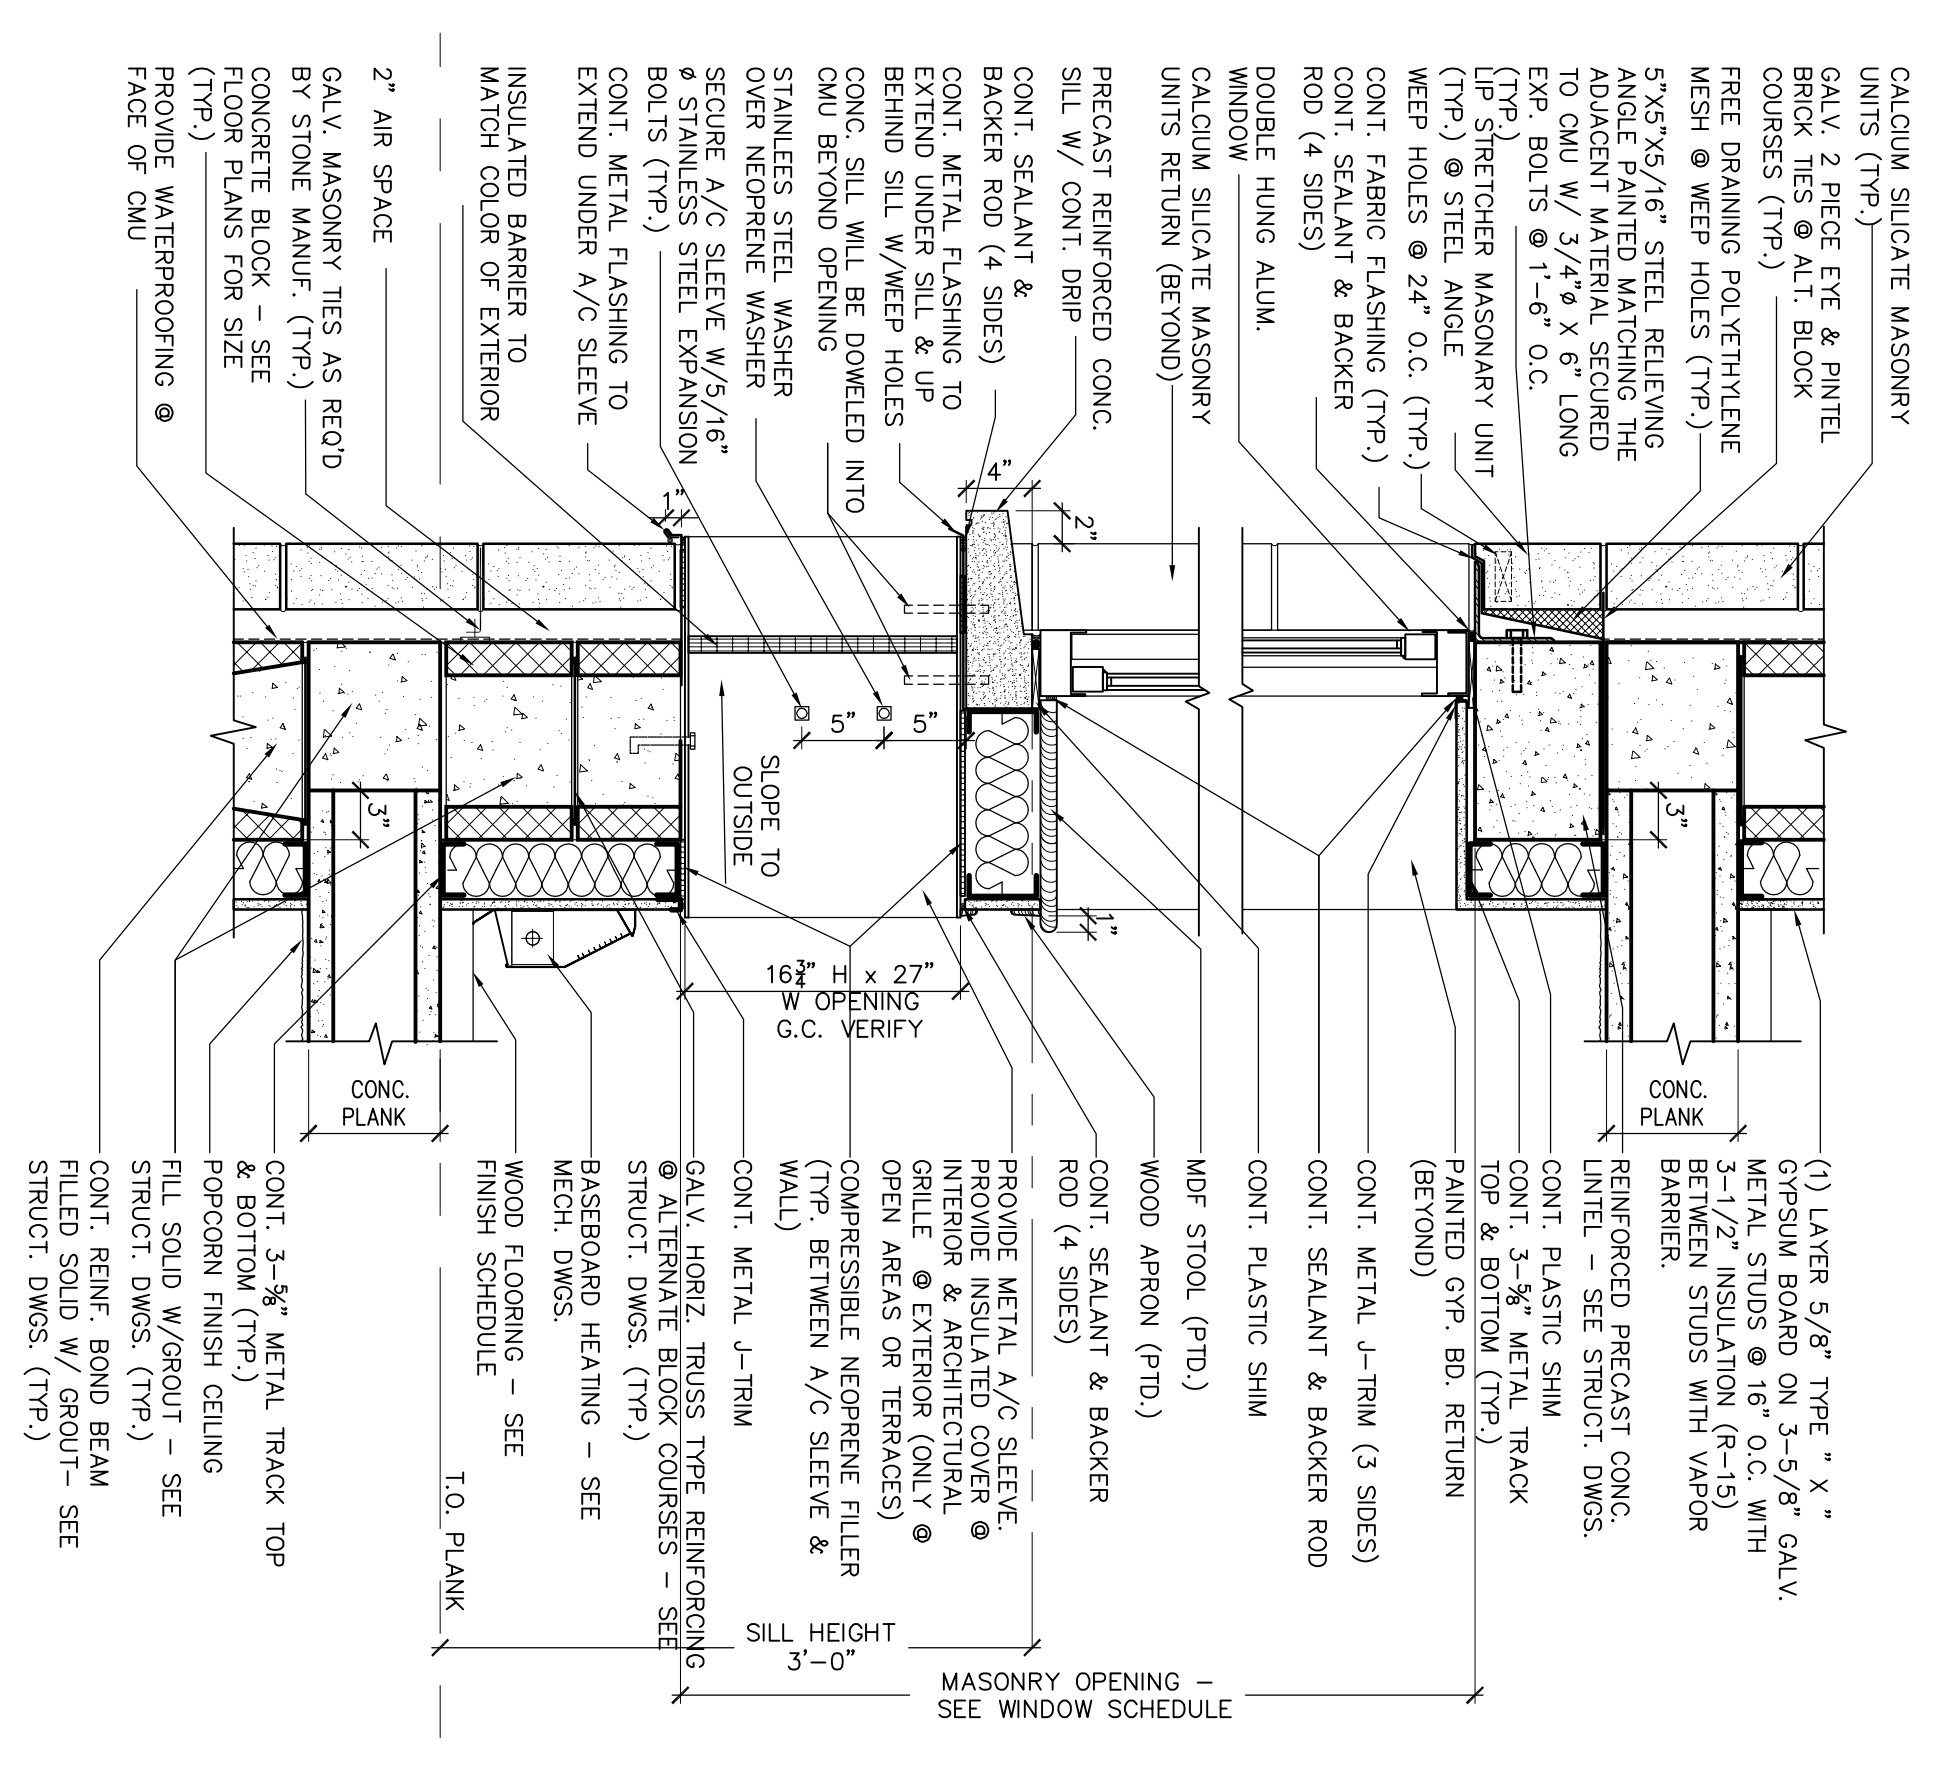 CALCIUM SILICATE MASONRY
UNITS (TYP.)
GALV. 2 PIECE EYE & PINTEL
BRICK TIES @ ALT. BLOCK
COURSES (TYP.)
FREE DRAINING POLYETHYLENE
MESH @ WEEP HOLES (TYP.)
5"X5"X5/16" STEEL RELIEVING
ANGLE PAINTED MATCHING THE
ADJACENT MATERIAL SECURED
TO CMU W/ 3/4"ø X 6" LONG
EXP. BOLTS @ 1'-6" O.C.
(TYP.)
LIP STRETCHER MASONARY UNIT
(TYP.) @ STEEL ANGLE
WEEP HOLES @ 24" O.C. (TYP.)
CONT. FABRIC FLASHING (TYP.)
CONT. SEALANT & BACKER
ROD (4 SIDES)
DOUBLE HUNG ALUM.
WINDOW
CALCIUM SILICATE MASONRY
UNITS RETURN (BEYOND)
PRECAST REINFORCED CONC.
SILL W/ CONT. DRIP
CONT. SEALANT &
BACKER ROD (4 SIDES)
CONT. METAL FLASHING TO
EXTEND UNDER SILL & UP
BEHIND SILL W/WEEP HOLES
CONC. SILL WILL BE DOWELED INTO
CMU BEYOND OPENING
STAINLEES STEEL WASHER
OVER NEOPRENE WASHER
SECURE A/C SLEEVE W/5/16"
ø STAINLESS STEEL EXPANSION
BOLTS (TYP.)
CONT. METAL FLASHING TO
EXTEND UNDER A/C SLEEVE
INSULATED BARRIER TO
MATCH COLOR OF EXTERIOR
2" AIR SPACE
GALV. MASONRY TIES AS REQ'D
BY STONE MANUF. (TYP.)
CONCRETE BLOCK - SEE
FLOOR PLANS FOR SIZE
(TYP.)
PROVIDE WATERPROOFING @
FACE OF CMU
4"
2"
1"
5"
5"
SLOPE TO
OUTSIDE
3"
3"
1"
16¾" H x 27"
W OPENING
G.C. VERIFY
CONC.
PLANK
CONC.
PLANK
(1) LAYER 5/8" TYPE " X "
GYPSUM BOARD ON 3-5/8" GALV.
METAL STUDS @ 16" O.C. WITH
3-1/2" INSULATION (R-15)
BETWEEN STUDS WITH VAPOR
BARRIER.
REINFORCED PRECAST CONC.
LINTEL - SEE STRUCT. DWGS.
CONT. PLASTIC SHIM
CONT. 3-⅝" METAL TRACK
TOP & BOTTOM (TYP.)
PAINTED GYP. BD. RETURN
(BEYOND)
CONT. METAL J-TRIM (3 SIDES)
CONT. SEALANT & BACKER ROD
CONT. PLASTIC SHIM
MDF STOOL (PTD.)
WOOD APRON (PTD.)
CONT. SEALANT & BACKER
ROD (4 SIDES)
PROVIDE METAL A/C SLEEVE.
PROVIDE INSULATED COVER @
INTERIOR & ARCHITECTURAL
GRILLE @ EXTERIOR (ONLY @
OPEN AREAS OR TERRACES)
COMPRESSIBLE NEOPRENE FILLER
(TYP. BETWEEN A/C SLEEVE &
WALL)
CONT. METAL J-TRIM
GALV. HORIZ. TRUSS TYPE REINFORCING
@ ALTERNATE BLOCK COURSES - SEE
STRUCT. DWGS. (TYP.)
BASEBOARD HEATING - SEE
MECH. DWGS.
WOOD FLOORING - SEE
FINISH SCHEDULE
T.O. PLANK
CONT. 3-⅝" METAL TRACK TOP
& BOTTOM (TYP.)
POPCORN FINISH CEILING
FILL SOLID W/GROUT - SEE
STRUCT. DWGS. (TYP.)
CONT. REINF. BOND BEAM
FILLED SOLID W/ GROUT- SEE
STRUCT. DWGS. (TYP.)
SILL HEIGHT
3'-0"
MASONRY OPENING -
SEE WINDOW SCHEDULE